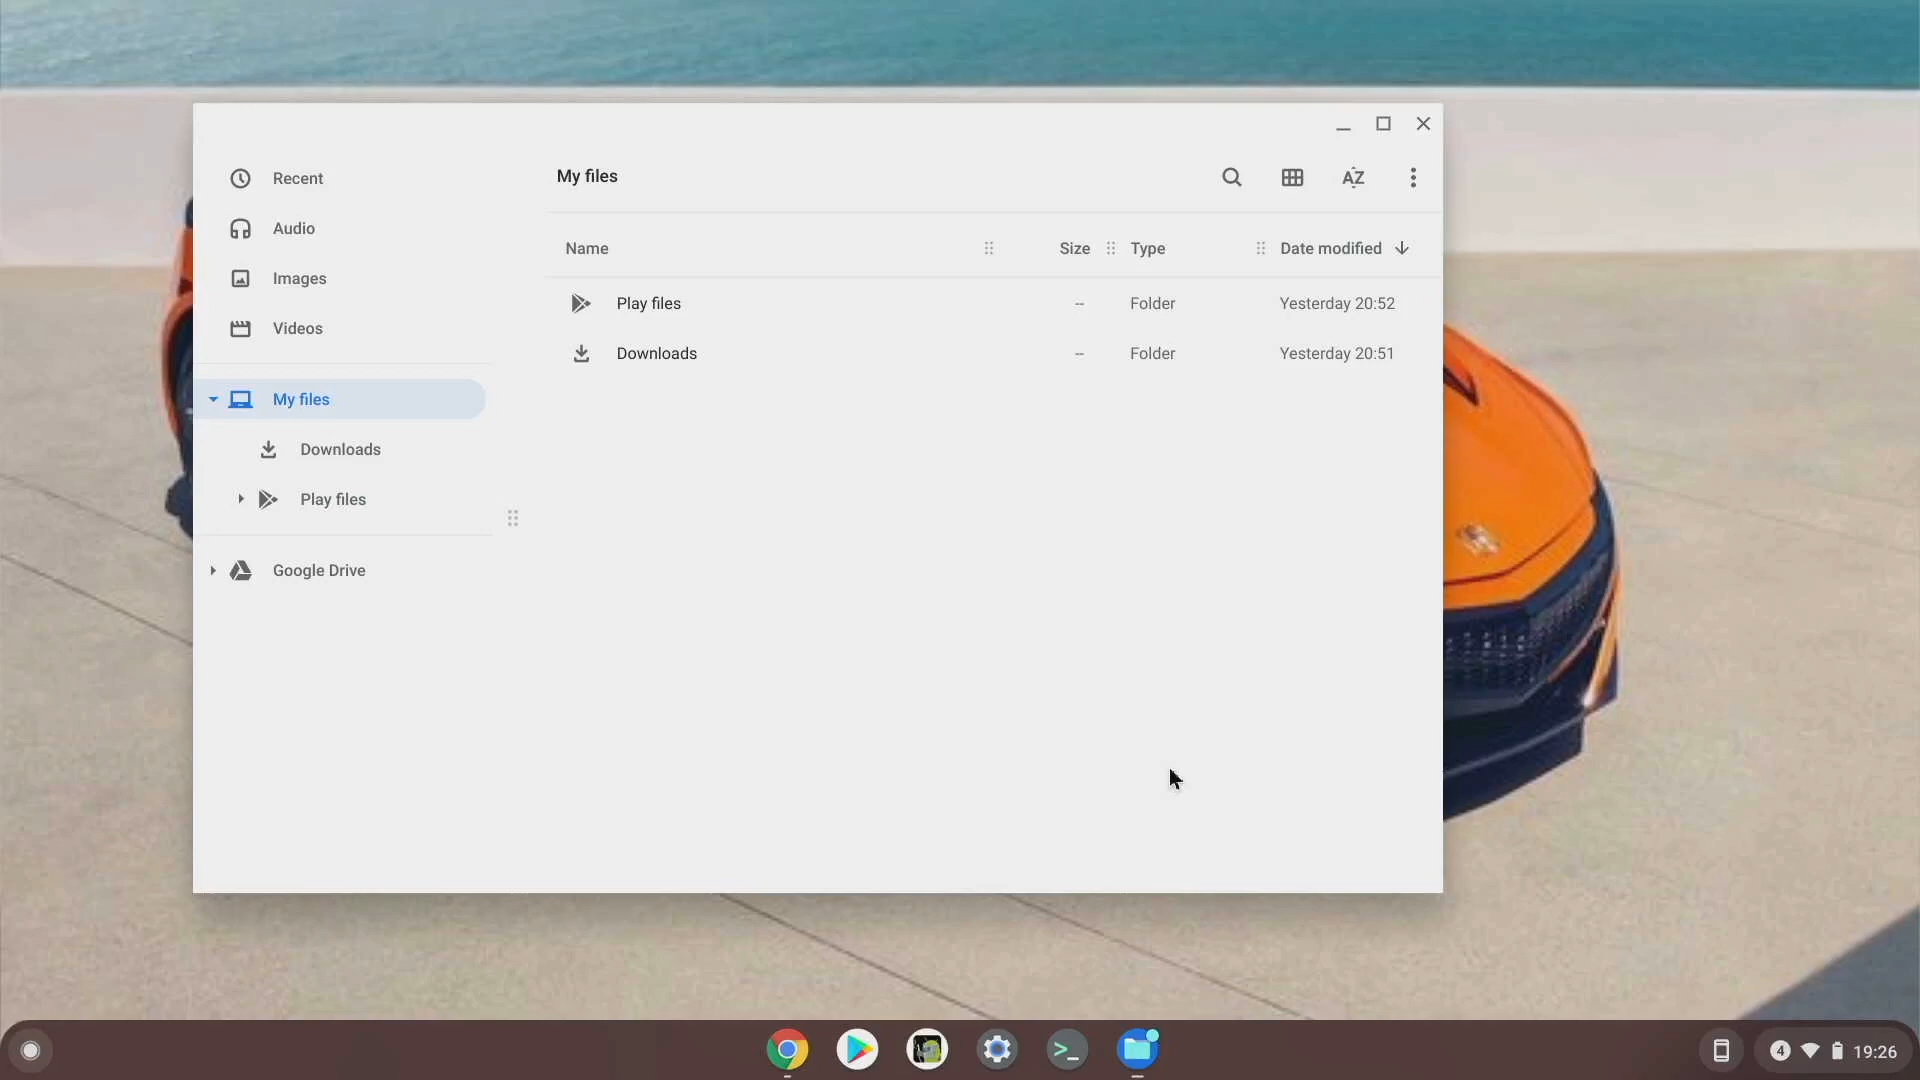 Recent
Audio
Images
Videos
My files
Downloads
Play files
Google Drive
My files
AZ
Name Size Type Date modified
Play files -- Folder Yesterday 20:52
Downloads -- Folder Yesterday 20:51
>_
4 19:26